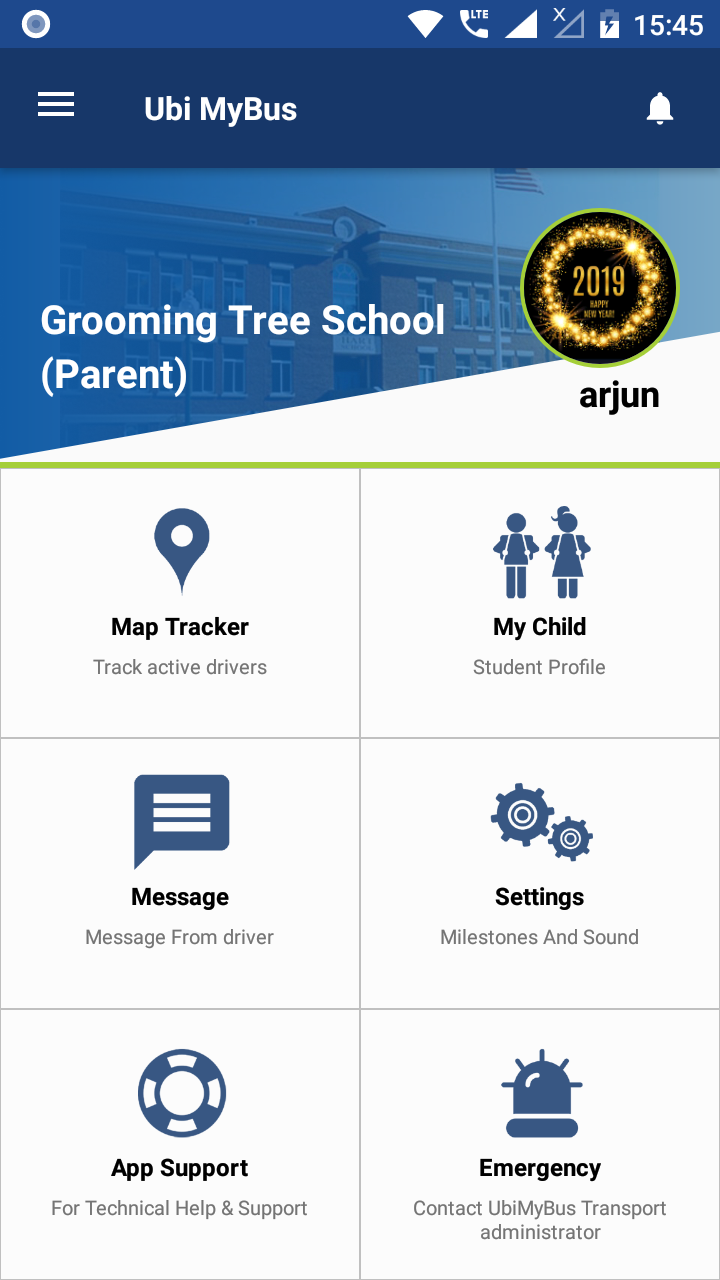 LTE
X
15:45
Ubi MyBus
2019
HAPPY
NEW YEAR!
Grooming Tree School
(Parent)
arjun
Map Tracker
Track active drivers
My Child
Student Profile
Message
Message From driver
Settings
Milestones And Sound
App Support
For Technical Help & Support
Emergency
Contact UbiMyBus Transport
administrator